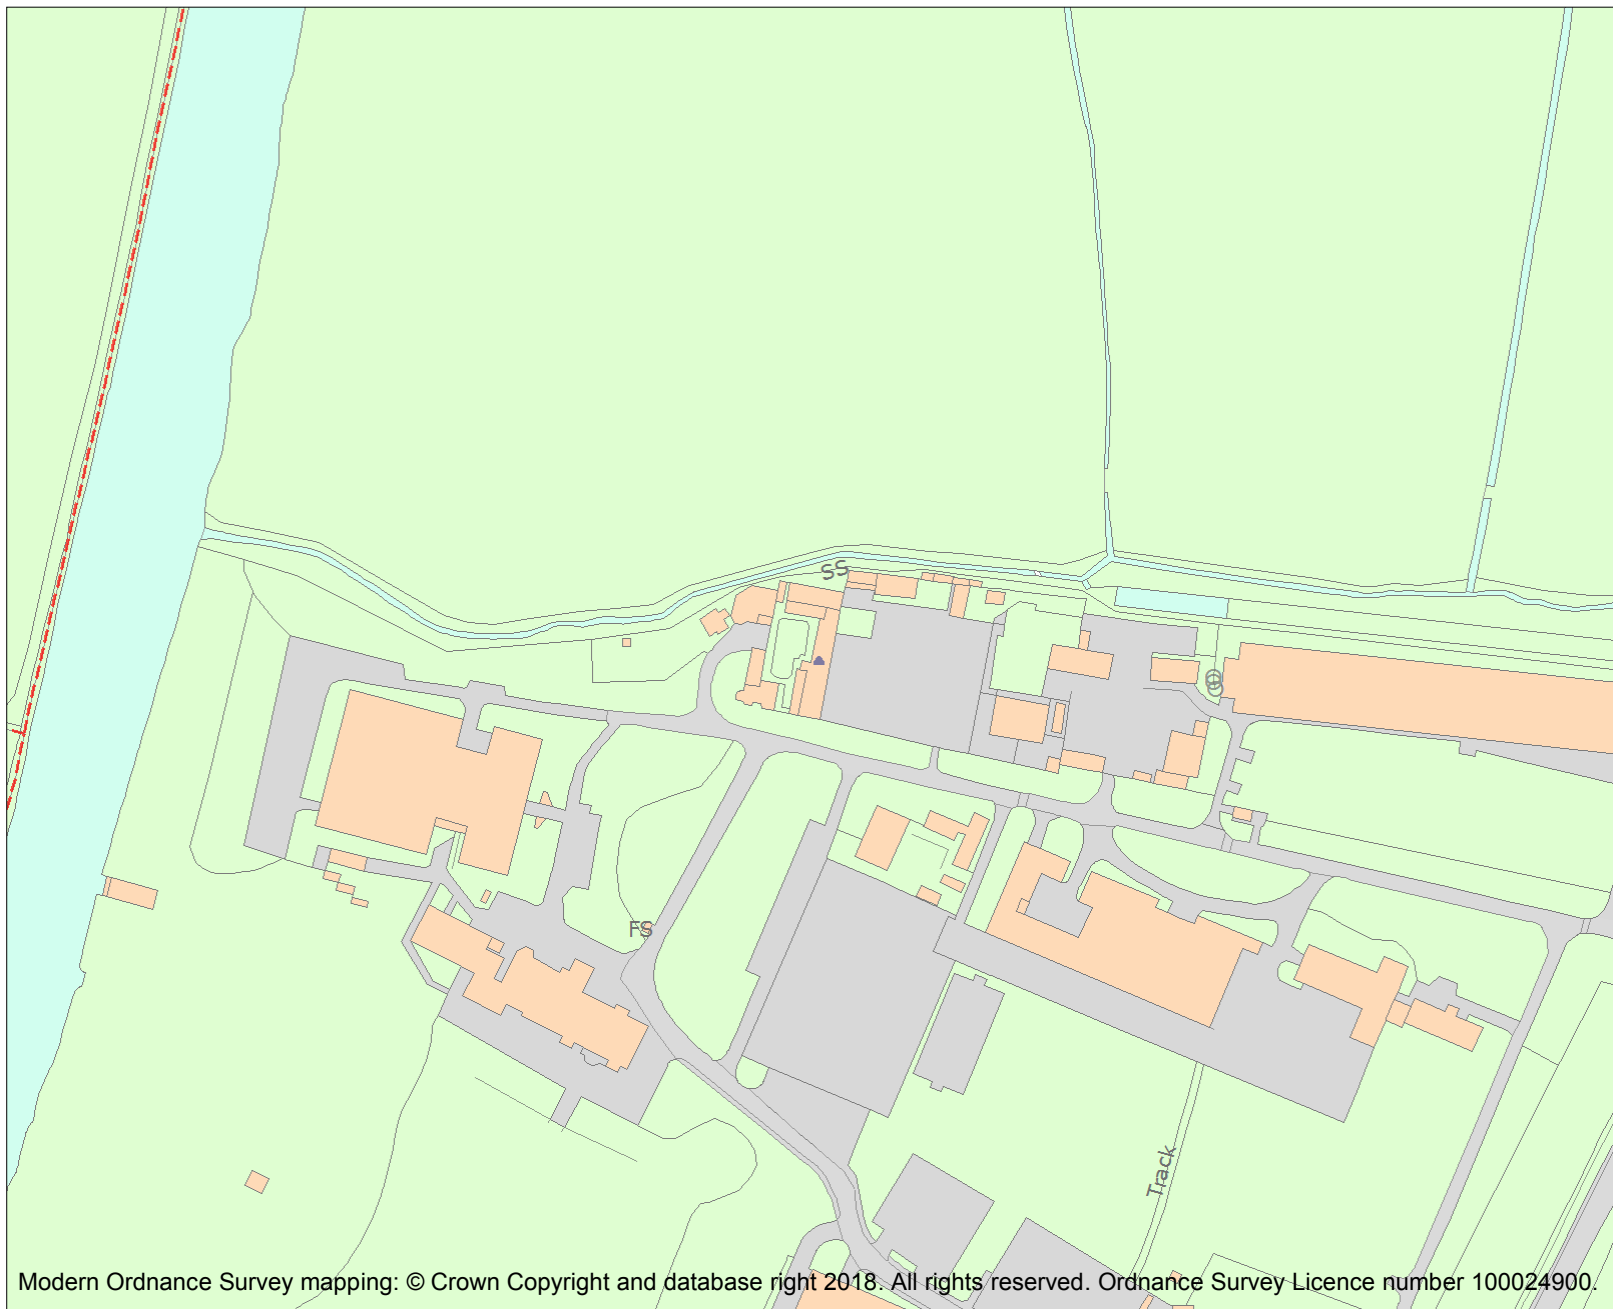 SS
FS
Track
Modern Ordnance Survey mapping: © Crown Copyright and database right 2018. All rights reserved. Ordnance Survey Licence number 100024900.